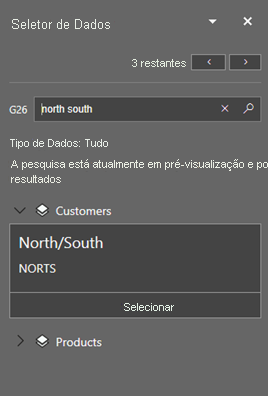 Seletor de Dados
3 restantes
G26 north south
Tipo de Dados: Tudo
A pesquisa está atualmente em pré-visualização e po
resultados
Customers
North/South
NORTS
Selecionar
Products